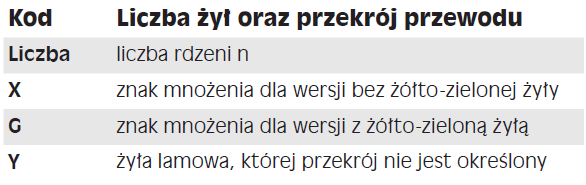 Kod Liczba żył oraz przekrój przewodu
Liczba liczba rdzeni n
X znak mnożenia dla wersji bez żółto-zielonej żyły
G znak mnożenia dla wersji z żółto-zieloną żyłą
Y żyła lamowa, której przekrój nie jest określony